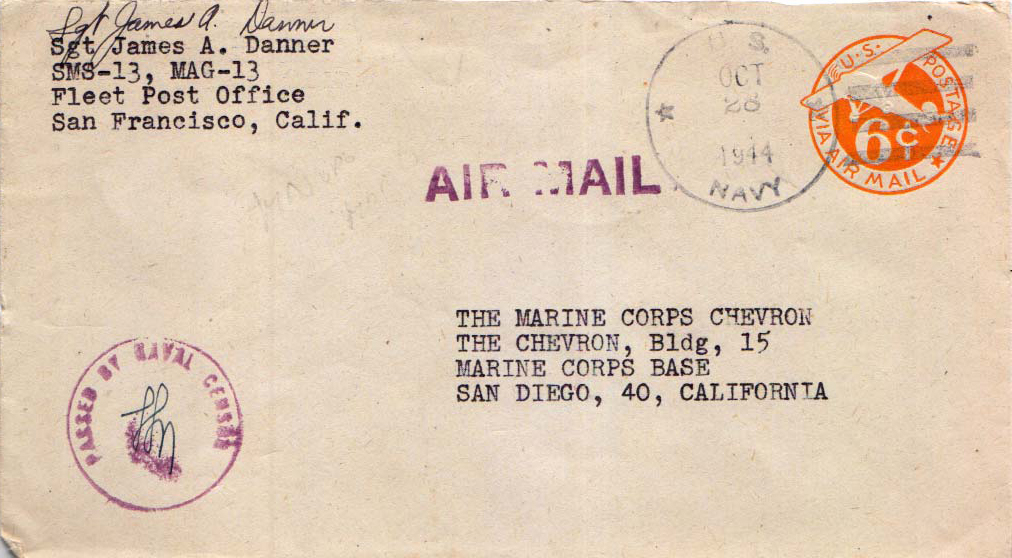 Sgt James A. Danner
Sgt James A. Danner
SMS-13, MAG-13
Fleet Post Office
San Francisco, Calif.
U. S.
OCT
28
1944
NAVY
U.S. POSTAGE
6¢
VIA AIR MAIL
AIR MAIL
THE MARINE CORPS CHEVRON
THE CHEVRON, Bldg, 15
MARINE CORPS BASE
SAN DIEGO, 40, CALIFORNIA
PASSED BY NAVAL CENSOR